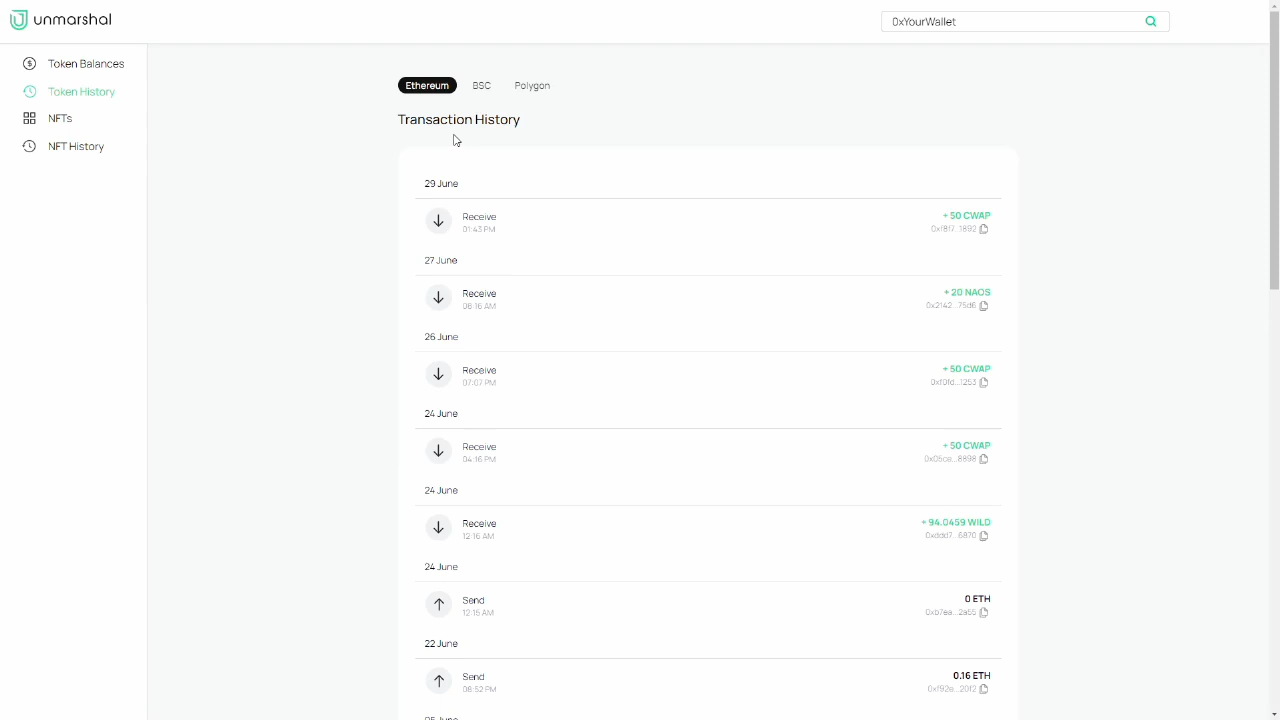 unmarshal
0xYourWallet
Token Balances
Token History
NFTs
NFT History
Ethereum BSC Polygon
Transaction History
29 June
Receive + 50 CWAP
01:43 PM 0xf8f7...1892
27 June
Receive + 20 NAOS
08:16 AM 0x2142...75d6
26 June
Receive + 50 CWAP
07:07 PM 0xf0fd...1253
24 June
Receive + 50 CWAP
04:16 PM 0x05ce...8898
24 June
Receive + 94.0459 WILD
12:16 AM 0xddd7...6870
24 June
Send 0 ETH
12:15 AM 0xb7ea...2a55
22 June
Send 0.16 ETH
08:52 PM 0xf92e...20f2